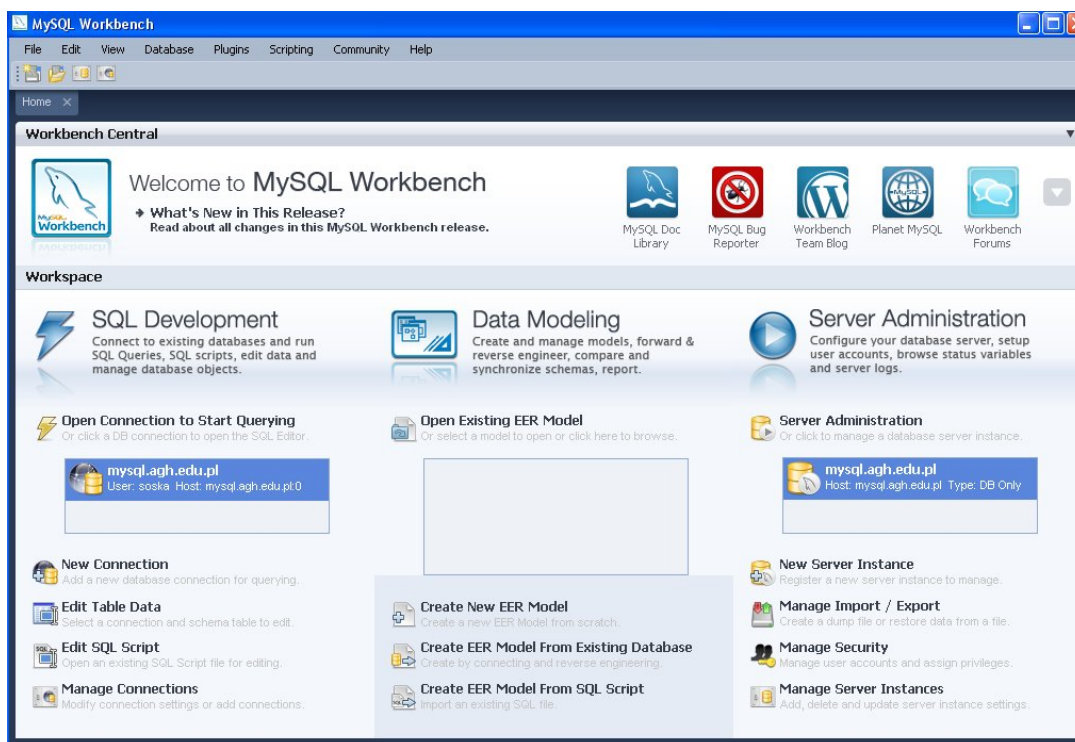 MySQL Workbench
File Edit View Database Plugins Scripting Community Help
Home
Workbench Central
MySQL
Workbench
Welcome to MySQL Workbench
What's New in This Release?
Read about all changes in this MySQL Workbench release.
MySQL Doc
Library
MySQL Bug
Reporter
Workbench
Team Blog
MySQL
Planet MySQL
Workbench
Forums
Workspace
SQL Development
Connect to existing databases and run
SQL Queries, SQL scripts, edit data and
manage database objects.
Open Connection to Start Querying
Or click a DB connection to open the SQL Editor.
mysql.agh.edu.pl
User: soska Host: mysql.agh.edu.pl:0
New Connection
Add a new database connection for querying.
Edit Table Data
Select a connection and schema table to edit.
SQL
Edit SQL Script
Open an existing SQL Script file for editing.
Manage Connections
Modify connection settings or add connections.
Data Modeling
Create and manage models, forward &
reverse engineer, compare and
synchronize schemas, report.
Open Existing EER Model
Or select a model to open or click here to browse.
Create New EER Model
Create a new EER Model from scratch.
Create EER Model From Existing Database
Create by connecting and reverse engineering.
Create EER Model From SQL Script
Import an existing SQL file.
Server Administration
Configure your database server, setup
user accounts, browse status variables
and server logs.
Server Administration
Or click to manage a database server instance.
mysql.agh.edu.pl
Host: mysql.agh.edu.pl Type: DB Only
New Server Instance
Register a new server instance to manage.
Manage Import / Export
Create a dump file or restore data from a file.
Manage Security
Manage user accounts and assign privileges.
Manage Server Instances
Add, delete and update server instance settings.